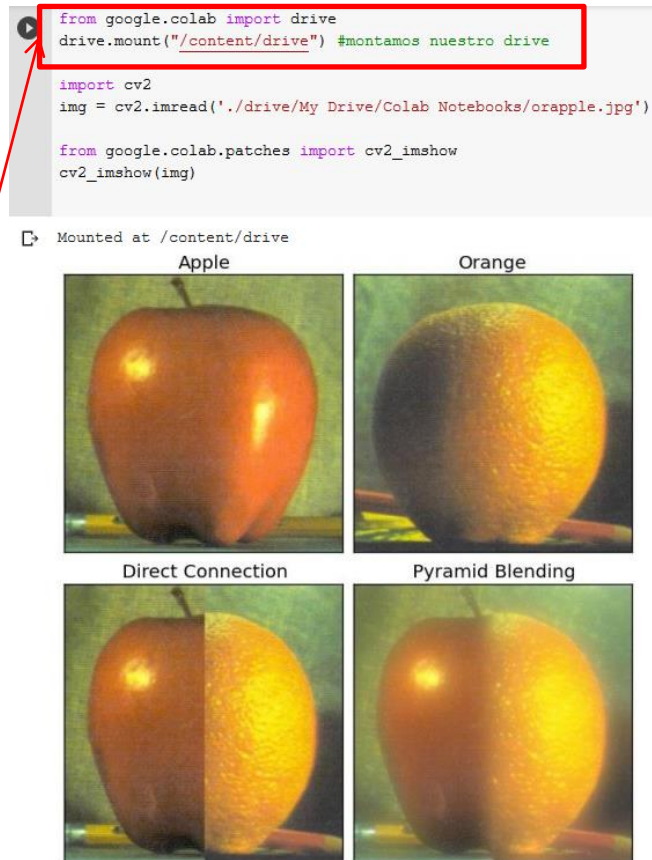 from google.colab import drive
drive.mount("/content/drive") #montamos nuestro drive
import cv2
img = cv2.imread('./drive/My Drive/Colab Notebooks/orapple.jpg')
from google.colab.patches import cv2_imshow
cv2_imshow(img)
Mounted at /content/drive
Apple Orange
Direct Connection Pyramid Blending